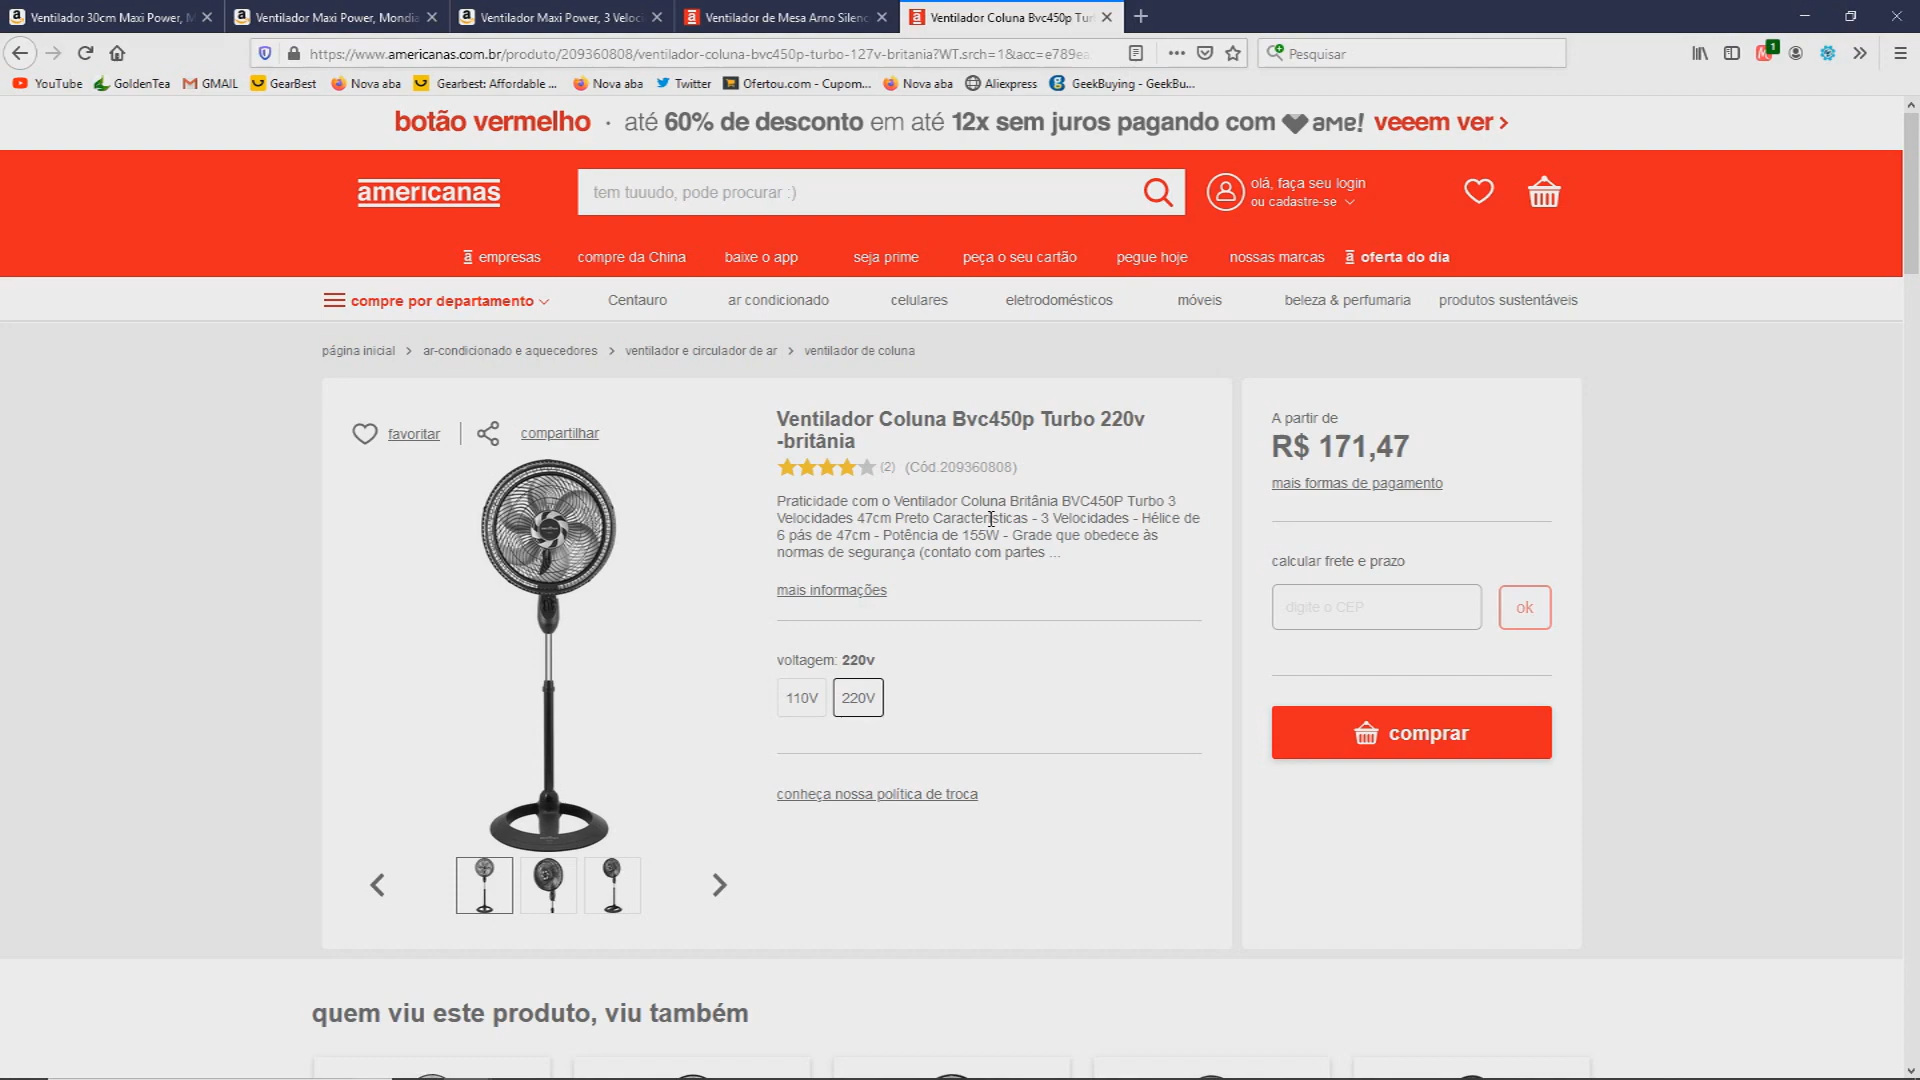 Ventilador 30cm Maxi Power, M
Ventilador Maxi Power, Mondia
Ventilador Maxi Power, 3 Veloci
Ventilador de Mesa Arno Silenc
Ventilador Coluna Bvc450p Tur
https://www.americanas.com.br/produto/209360808/ventilador-coluna-bvc450p-turbo-127v-britania?WT.srch=1&acc=e789ea
Pesquisar
1
YouTube
GoldenTea
GMAIL
GearBest
Nova aba
Gearbest: Affordable ...
Nova aba
Twitter
Ofertou.com - Cupom...
Nova aba
Aliexpress
GeekBuying - GeekBu...
botão vermelho · até 60% de desconto em até 12x sem juros pagando com ame! veeem ver >
americanas
tem tuuudo, pode procurar :)
olá, faça seu login
ou cadastre-se
a empresas
compre da China
baixe o app
seja prime
peça o seu cartão
pegue hoje
nossas marcas
a oferta do dia
compre por departamento
Centauro
ar condicionado
celulares
eletrodomésticos
móveis
beleza & perfumaria
produtos sustentáveis
página inicial > ar-condicionado e aquecedores > ventilador e circulador de ar > ventilador de coluna
favoritar
compartilhar
Ventilador Coluna Bvc450p Turbo 220v
-britânia
(2) (Cód.209360808)
Praticidade com o Ventilador Coluna Britânia BVC450P Turbo 3
Velocidades 47cm Preto Características - 3 Velocidades - Hélice de
6 pás de 47cm - Potência de 155W - Grade que obedece às
normas de segurança (contato com partes ...
mais informações
voltagem: 220v
110V
220V
conheça nossa política de troca
A partir de
R$ 171,47
mais formas de pagamento
calcular frete e prazo
digite o CEP
ok
comprar
quem viu este produto, viu também